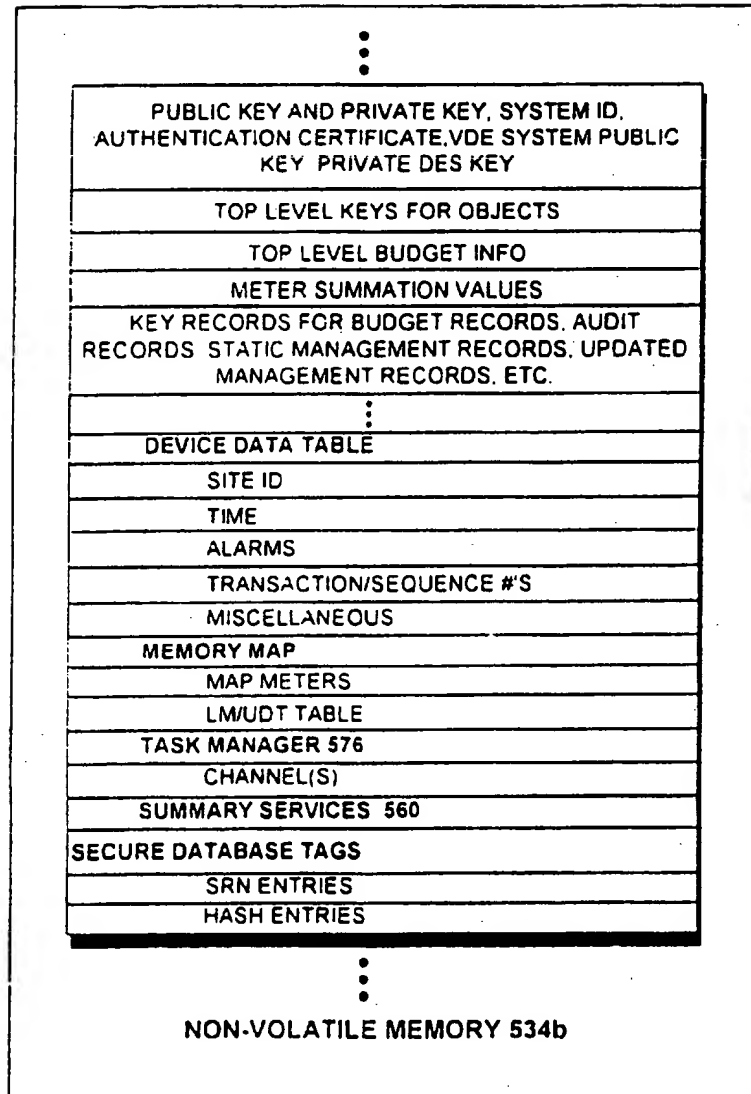 PUBLIC KEY AND PRIVATE KEY, SYSTEM ID,
AUTHENTICATION CERTIFICATE,VDE SYSTEM PUBLIC
KEY PRIVATE DES KEY
TOP LEVEL KEYS FOR OBJECTS
TOP LEVEL BUDGET INFO
METER SUMMATION VALUES
KEY RECORDS FOR BUDGET RECORDS, AUDIT
RECORDS STATIC MANAGEMENT RECORDS, UPDATED
MANAGEMENT RECORDS, ETC.
DEVICE DATA TABLE
SITE ID
TIME
ALARMS
TRANSACTION/SEQUENCE #'S
MISCELLANEOUS
MEMORY MAP
MAP METERS
LM/UDT TABLE
TASK MANAGER 576
CHANNEL(S)
SUMMARY SERVICES 560
SECURE DATABASE TAGS
SRN ENTRIES
HASH ENTRIES
NON-VOLATILE MEMORY 534b